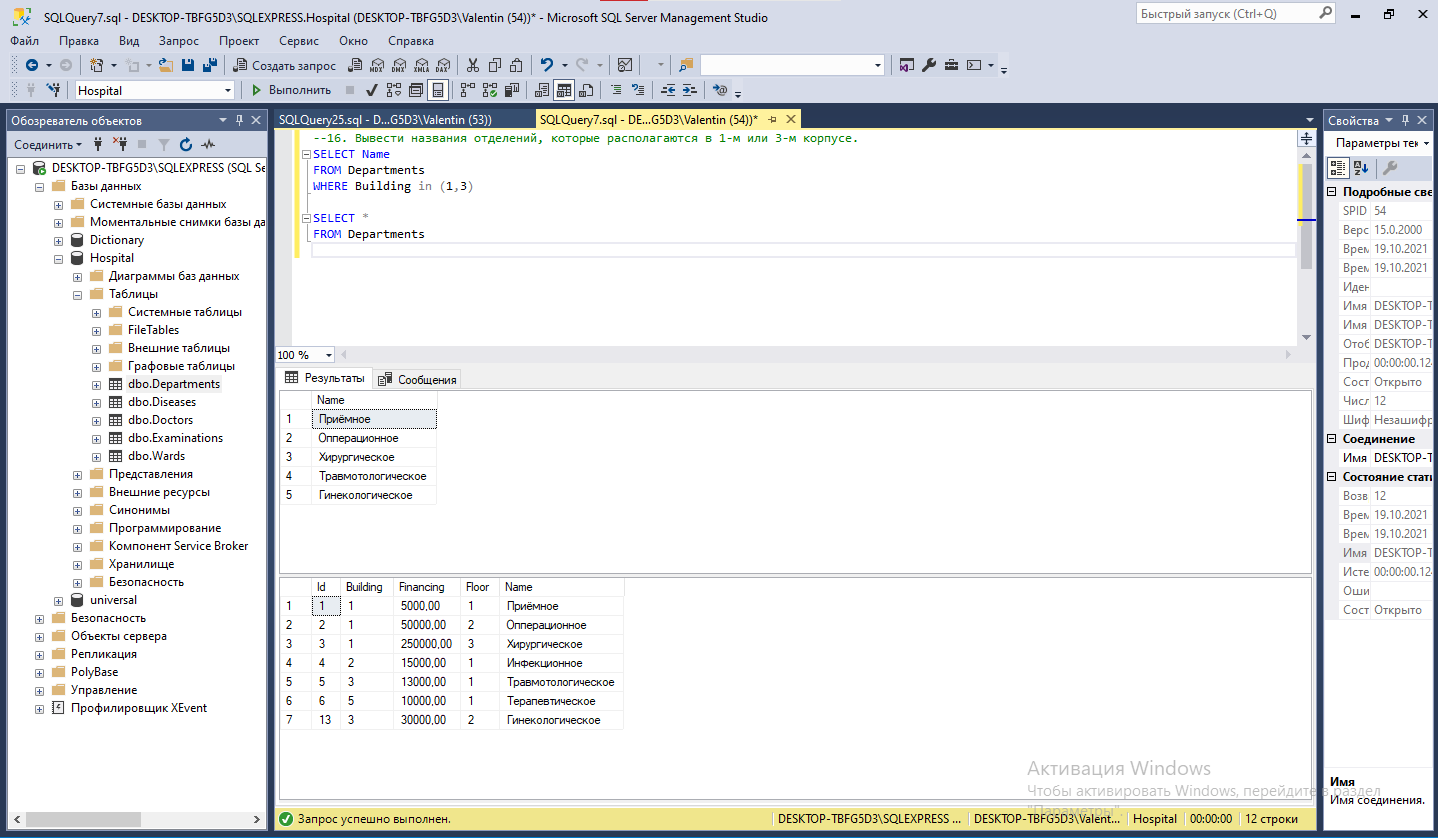 SQLQuery7.sql - DESKTOP-TBFG5D3\SQLEXPRESS.Hospital (DESKTOP-TBFG5D3\Valentin (54))* - Microsoft SQL Server Management Studio
Быстрый запуск (Ctrl+Q)
Файл Правка Вид Запрос Проект Сервис Окно Справка
Создать запрос MDX DMX XMLA DAX
Hospital Выполнить
Обозреватель объектов
Соединить
DESKTOP-TBFG5D3\SQLEXPRESS (SQL Se
Базы данных
Системные базы данных
Моментальные снимки базы да
Dictionary
Hospital
Диаграммы баз данных
Таблицы
Системные таблицы
FileTables
Внешние таблицы
Графовые таблицы
dbo.Departments
dbo.Diseases
dbo.Doctors
dbo.Examinations
dbo.Wards
Представления
Внешние ресурсы
Синонимы
Программирование
Компонент Service Broker
Хранилище
Безопасность
universal
Безопасность
Объекты сервера
Репликация
PolyBase
Управление
Профилировщик XEvent
SQLQuery25.sql - D...G5D3\Valentin (53)) SQLQuery7.sql - DE...G5D3\Valentin (54))*
--16. Вывести названия отделений, которые располагаются в 1-м или 3-м корпусе.
SELECT Name
FROM Departments
WHERE Building in (1,3)
SELECT *
FROM Departments
100 %
Результаты Сообщения
Name
1 Приёмное
2 Опперационное
3 Хирургическое
4 Травмотологическое
5 Гинекологическое
Id Building Financing Floor Name
1 1 1 5000,00 1 Приёмное
2 2 1 50000,00 2 Опперационное
3 3 1 250000,00 3 Хирургическое
4 4 2 15000,00 1 Инфекционное
5 5 3 13000,00 1 Травмотологическое
6 6 5 10000,00 1 Терапевтическое
7 13 3 30000,00 2 Гинекологическое
Запрос успешно выполнен. DESKTOP-TBFG5D3\SQLEXPRESS ... DESKTOP-TBFG5D3\Valent... Hospital 00:00:00 12 строки
Свойства
Параметры тек
Подробные све
SPID 54
Верс 15.0.2000
Врем 19.10.2021
Врем 19.10.2021
Иден
Имя DESKTOP-T
Имя DESKTOP-T
Отоб DESKTOP-T
Прод 00:00:00.124
Сост Открыто
Числ 12
Шиф Незашифр
Соединение
Имя DESKTOP-T
Состояние стати
Возв 12
Врем 19.10.2021
Врем 19.10.2021
Имя DESKTOP-T
Исте 00:00:00.124
Оши
Сост Открыто
Имя
Имя соединения.
Активация Windows
Чтобы активировать Windows, перейдите в раздел
"Параметры".